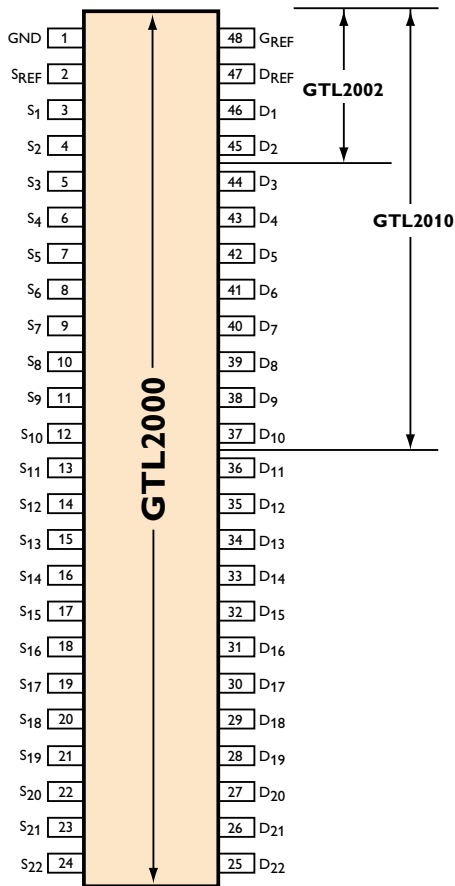 GND 1 48 GREF
SREF 2 47 DREF
GTL2002
S1 3 46 D1
S2 4 45 D2
S3 5 44 D3
S4 6 43 D4
GTL2010
S5 7 42 D5
S6 8 41 D6
S7 9 40 D7
S8 10 39 D8
S9 11 38 D9
S10 12 37 D10
GTL2000
S11 13 36 D11
S12 14 35 D12
S13 15 34 D13
S14 16 33 D14
S15 17 32 D15
S16 18 31 D16
S17 19 30 D17
S18 20 29 D18
S19 21 28 D19
S20 22 27 D20
S21 23 26 D21
S22 24 25 D22